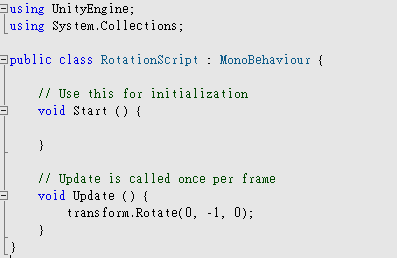 using UnityEngine;
using System.Collections;
public class RotationScript : MonoBehaviour {
// Use this for initialization
void Start () {
}
// Update is called once per frame
void Update () {
transform.Rotate(0, -1, 0);
}
}